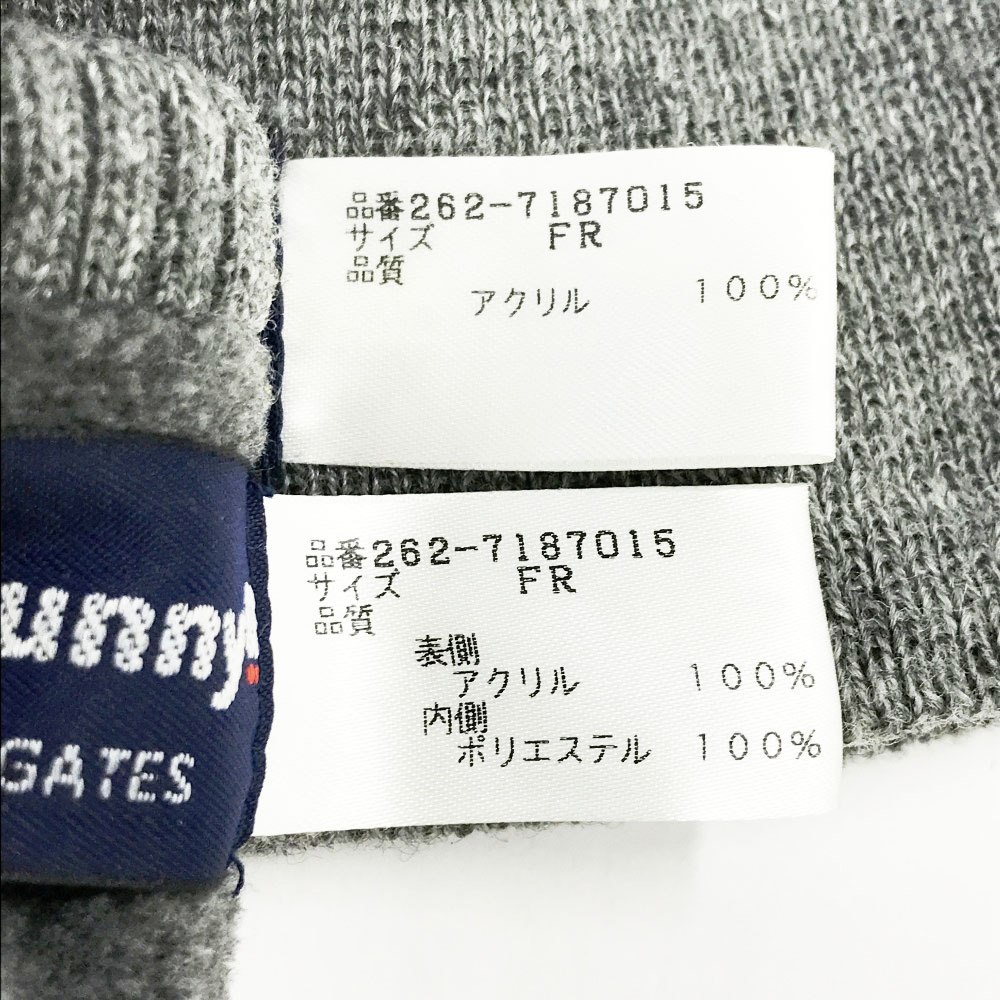 品番262-7187015
サイズ FR
品質
アクリル 100%
品番262-7187015
サイズ FR
品質
表側
アクリル 100%
内側
ポリエステル 100%
GATES